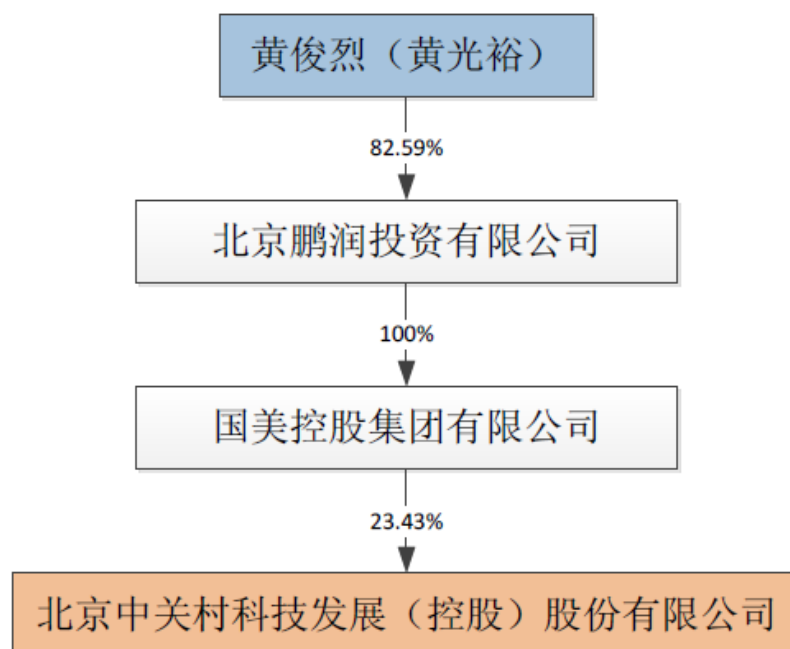 黄俊烈（黄光裕）
82.59%
北京鹏润投资有限公司
100%
国美控股集团有限公司
23.43%
北京中关村科技发展（控股）股份有限公司